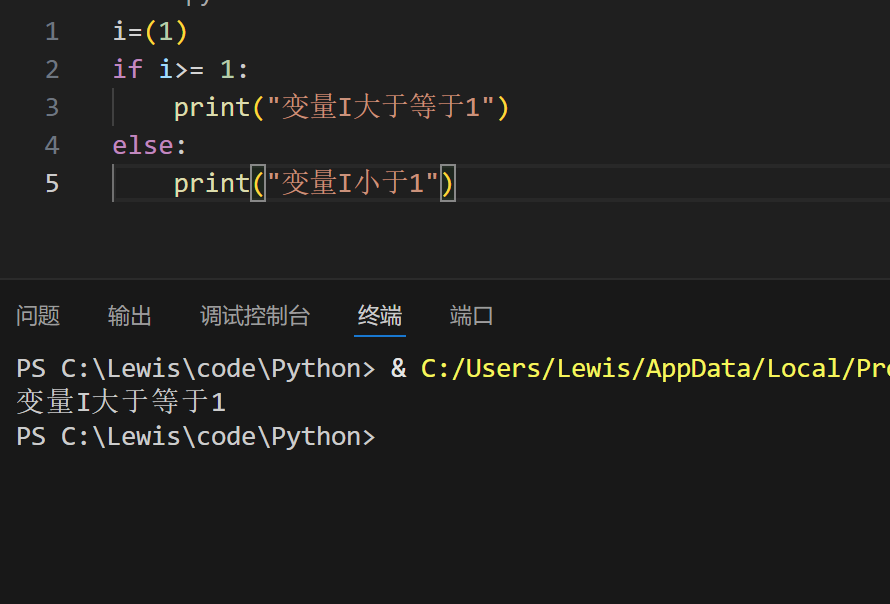 1 i=(1)
2 if i>= 1:
3 print("变量I大于等于1")
4 else:
5 print("变量I小于1")
问题 输出 调试控制台 终端 端口
PS C:\Lewis\code\Python> & C:/Users/Lewis/AppData/Local/Pro
变量I大于等于1
PS C:\Lewis\code\Python>